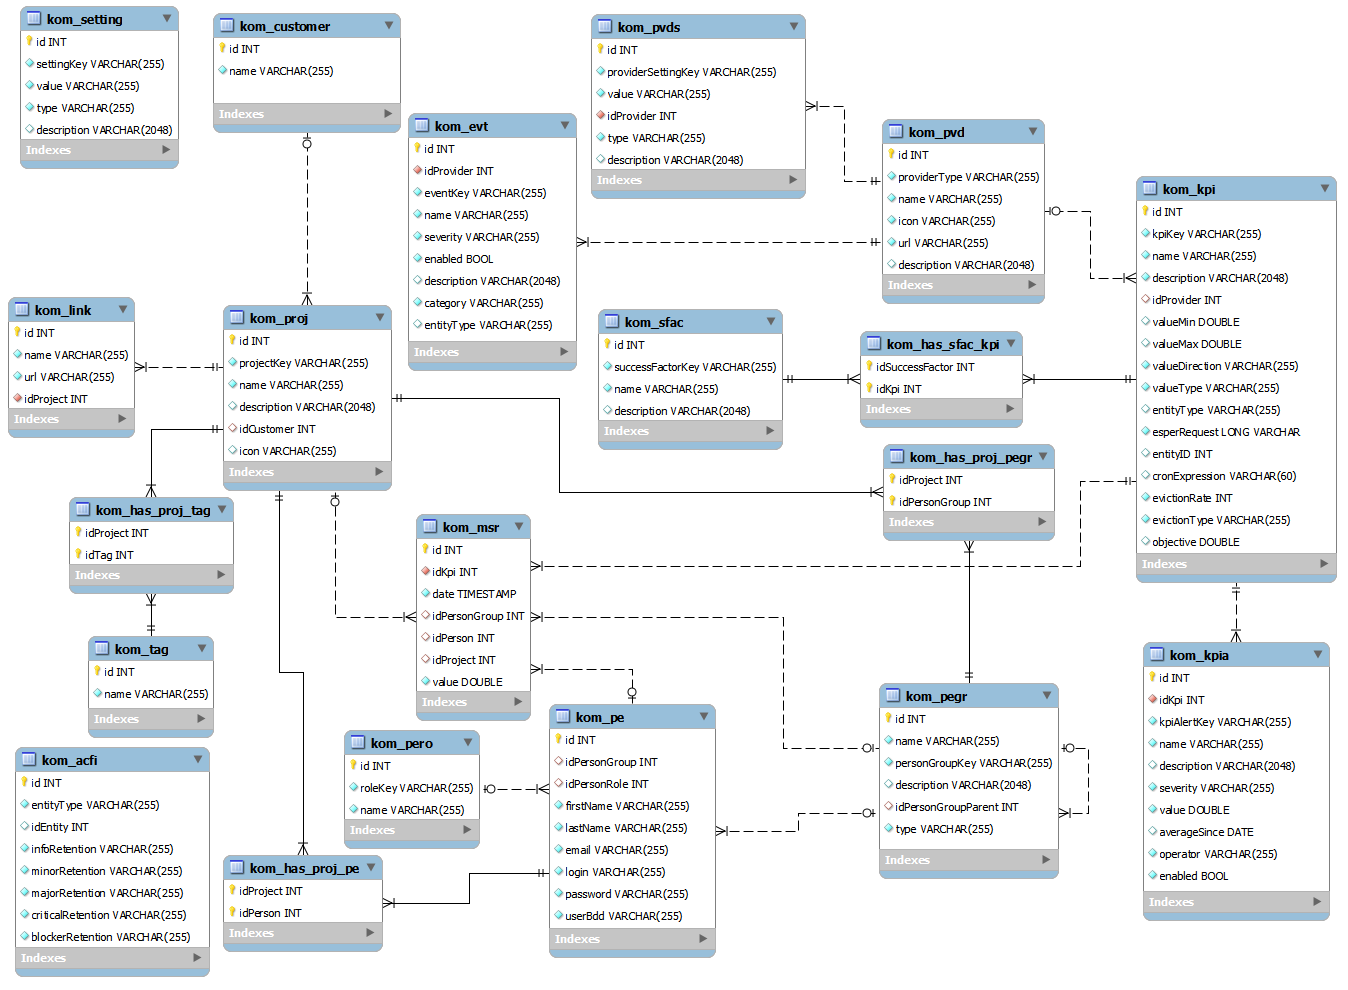 kom_setting
id INT
settingKey VARCHAR(255)
value VARCHAR(255)
type VARCHAR(255)
description VARCHAR(2048)
Indexes
kom_customer
id INT
name VARCHAR(255)
Indexes
kom_pvds
id INT
providerSettingKey VARCHAR(255)
value VARCHAR(255)
idProvider INT
type VARCHAR(255)
description VARCHAR(2048)
Indexes
kom_evt
id INT
idProvider INT
eventKey VARCHAR(255)
name VARCHAR(255)
severity VARCHAR(255)
enabled BOOL
description VARCHAR(2048)
category VARCHAR(255)
entityType VARCHAR(255)
Indexes
kom_pvd
id INT
providerType VARCHAR(255)
name VARCHAR(255)
icon VARCHAR(255)
url VARCHAR(255)
description VARCHAR(2048)
Indexes
kom_kpi
id INT
kpiKey VARCHAR(255)
name VARCHAR(255)
description VARCHAR(2048)
idProvider INT
valueMin DOUBLE
valueMax DOUBLE
valueDirection VARCHAR(255)
valueType VARCHAR(255)
entityType VARCHAR(255)
esperRequest LONG VARCHAR
entityID INT
cronExpression VARCHAR(60)
evictionRate INT
evictionType VARCHAR(255)
objective DOUBLE
Indexes
kom_link
id INT
name VARCHAR(255)
url VARCHAR(255)
idProject INT
Indexes
kom_proj
id INT
projectKey VARCHAR(255)
name VARCHAR(255)
description VARCHAR(2048)
idCustomer INT
icon VARCHAR(255)
Indexes
kom_sfac
id INT
successFactorKey VARCHAR(255)
name VARCHAR(255)
description VARCHAR(2048)
Indexes
kom_has_sfac_kpi
idSuccessFactor INT
idKpi INT
Indexes
kom_has_proj_pegr
idProject INT
idPersonGroup INT
Indexes
kom_has_proj_tag
idProject INT
idTag INT
Indexes
kom_msr
id INT
idKpi INT
date TIMESTAMP
idPersonGroup INT
idPerson INT
idProject INT
value DOUBLE
Indexes
kom_tag
id INT
name VARCHAR(255)
Indexes
kom_kpia
id INT
idKpi INT
kpiAlertKey VARCHAR(255)
name VARCHAR(255)
description VARCHAR(2048)
severity VARCHAR(255)
value DOUBLE
averageSince DATE
operator VARCHAR(255)
enabled BOOL
Indexes
kom_pegr
id INT
name VARCHAR(255)
personGroupKey VARCHAR(255)
description VARCHAR(2048)
idPersonGroupParent INT
type VARCHAR(255)
Indexes
kom_pe
id INT
idPersonGroup INT
idPersonRole INT
firstName VARCHAR(255)
lastName VARCHAR(255)
email VARCHAR(255)
login VARCHAR(255)
password VARCHAR(255)
userBdd VARCHAR(255)
Indexes
kom_pero
id INT
roleKey VARCHAR(255)
name VARCHAR(255)
Indexes
kom_acfi
id INT
entityType VARCHAR(255)
idEntity INT
infoRetention VARCHAR(255)
minorRetention VARCHAR(255)
majorRetention VARCHAR(255)
criticalRetention VARCHAR(255)
blockerRetention VARCHAR(255)
Indexes
kom_has_proj_pe
idProject INT
idPerson INT
Indexes